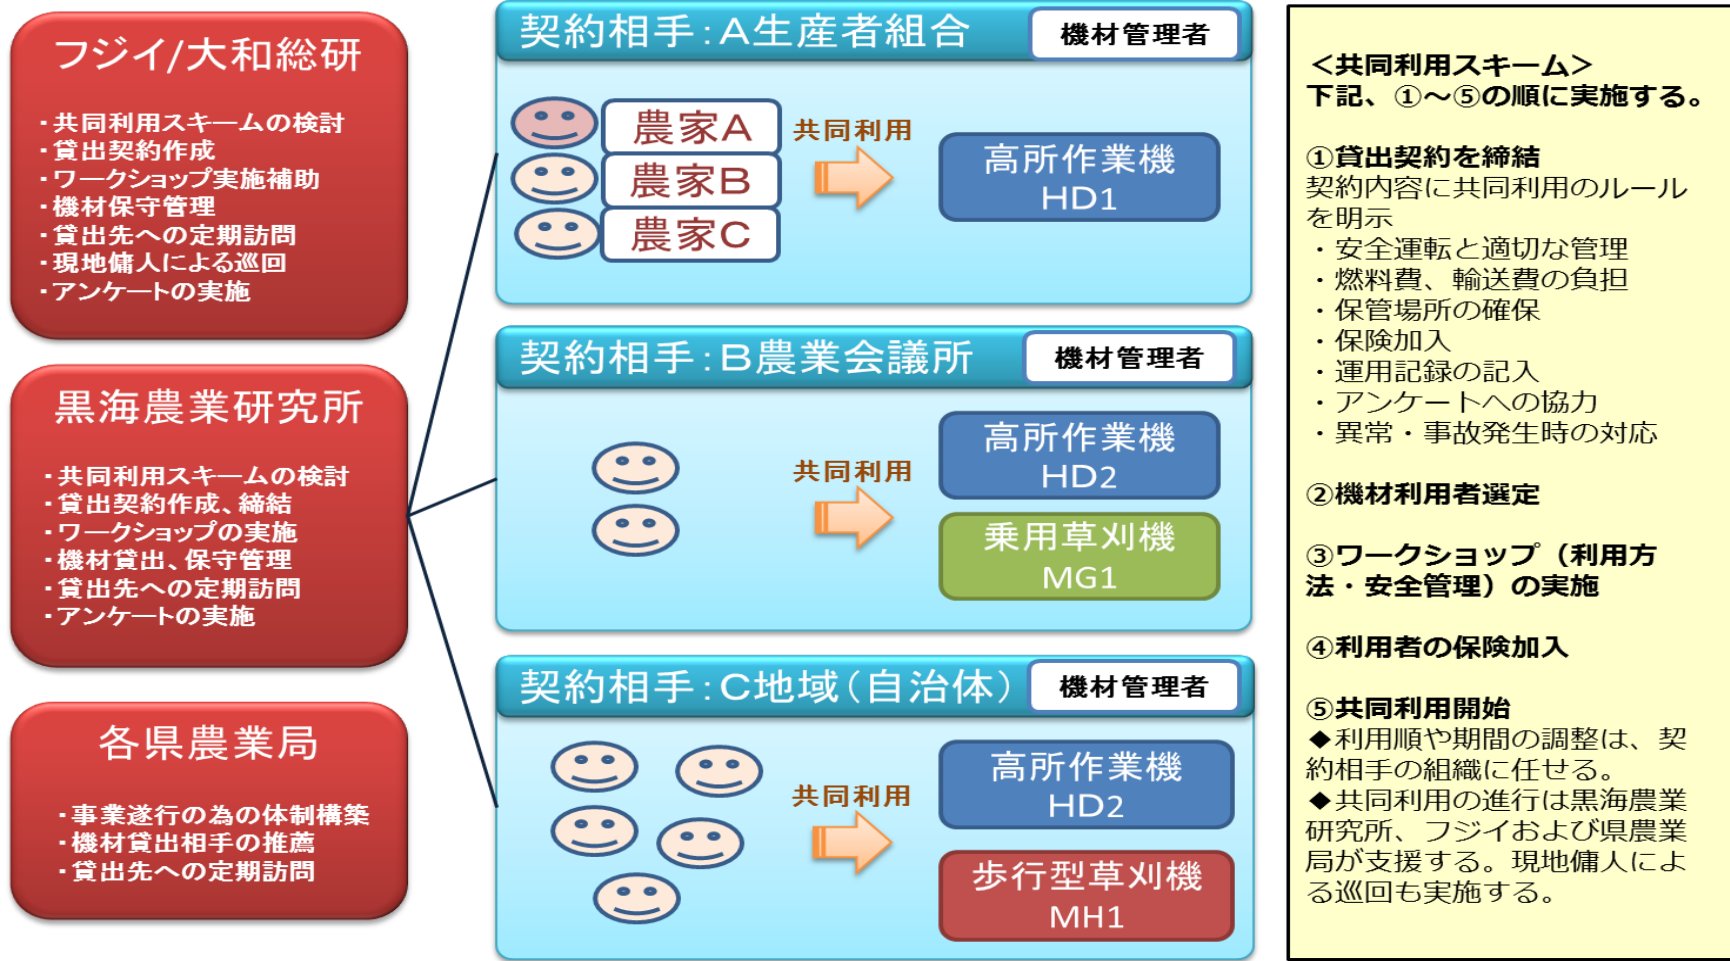 フジイ/大和総研
・共同利用スキームの検討
・貸出契約作成
・ワークショップ実施補助
・機材保守管理
・貸出先への定期訪問
・現地傭人による巡回
・アンケートの実施
黒海農業研究所
・共同利用スキームの検討
・貸出契約作成、締結
・ワークショップの実施
・機材貸出、保守管理
・貸出先への定期訪問
・アンケートの実施
各県農業局
・事業遂行の為の体制構築
・機材貸出相手の推薦
・貸出先への定期訪問
契約相手：A生産者組合
機材管理者
農家A
農家B
農家C
共同利用
高所作業機
HD1
契約相手：B農業会議所
機材管理者
共同利用
高所作業機
HD2
乗用草刈機
MG1
契約相手：C地域（自治体）
機材管理者
共同利用
高所作業機
HD2
歩行型草刈機
MH1
＜共同利用スキーム＞
下記、①～⑤の順に実施する。
①貸出契約を締結
契約内容に共同利用のルール
を明示
・安全運転と適切な管理
・燃料費、輸送費の負担
・保管場所の確保
・保険加入
・運用記録の記入
・アンケートへの協力
・異常・事故発生時の対応
②機材利用者選定
③ワークショップ（利用方
法・安全管理）の実施
④利用者の保険加入
⑤共同利用開始
◆利用順や期間の調整は、契
約相手の組織に任せる。
◆共同利用の進行は黒海農業
研究所、フジイおよび県農業
局が支援する。現地傭人によ
る巡回も実施する。